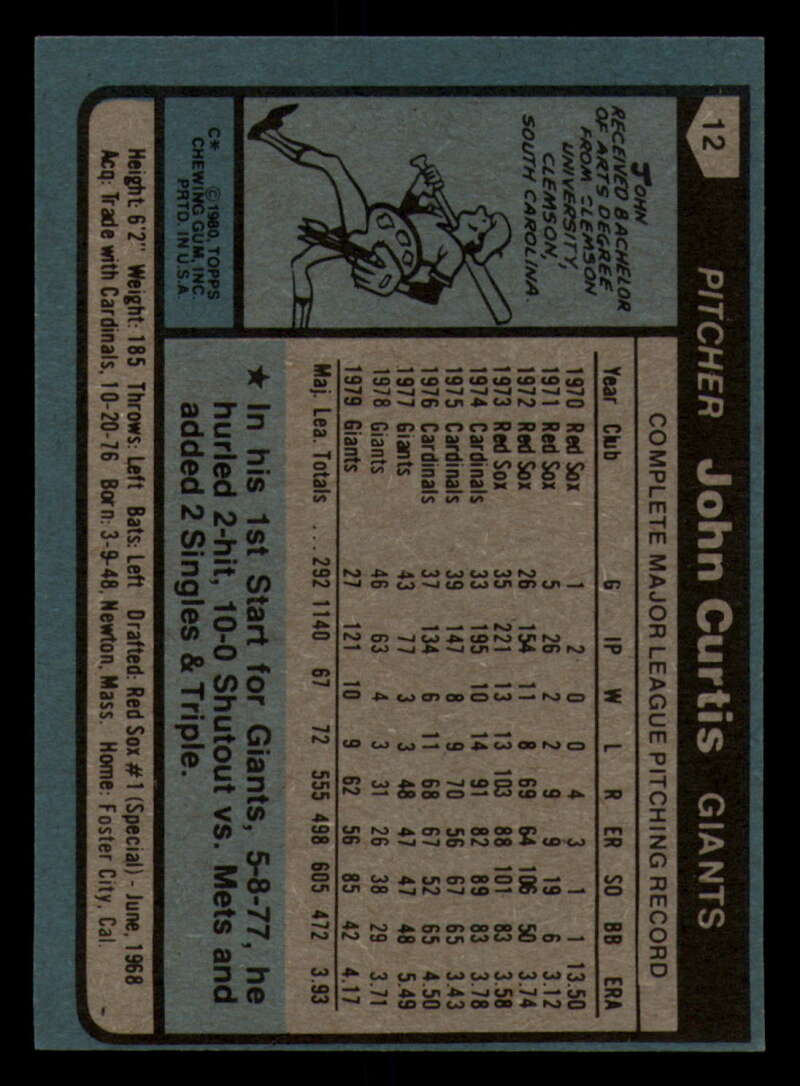 12
PITCHER John Curtis GIANTS
JOHN
RECEIVED BACHELOR
OF ARTS DEGREE
FROM CLEMSON
UNIVERSITY,
CLEMSON,
SOUTH CAROLINA.
C* ©1980 TOPPS
CHEWING GUM, INC.
PRTD. IN U.S.A.
COMPLETE MAJOR LEAGUE PITCHING RECORD
Year Club G IP W L R ER SO BB ERA
1970 Red Sox 1 2 0 0 4 3 1 1 13.50
1971 Red Sox 5 26 2 2 9 9 19 6 3.12
1972 Red Sox 26 154 11 8 69 64 106 50 3.74
1973 Red Sox 35 221 13 13 103 88 101 83 3.58
1974 Cardinals 33 195 10 14 91 82 89 83 3.78
1975 Cardinals 39 147 8 9 70 56 67 65 3.43
1976 Cardinals 37 134 6 11 68 67 52 65 4.50
1977 Giants 43 77 3 3 48 47 47 48 5.49
1978 Giants 46 63 4 3 31 26 38 29 3.71
1979 Giants 27 121 10 9 62 56 85 42 4.17
Maj. Lea. Totals ... 292 1140 67 72 555 498 605 472 3.93
★ In his 1st Start for Giants, 5-8-77, he
hurled 2-hit, 10-0 Shutout vs. Mets and
added 2 Singles & Triple.
Height: 6'2" Weight: 185 Throws: Left Bats: Left Drafted: Red Sox #1 (Special) - June, 1968
Acq: Trade with Cardinals, 10-20-76 Born: 3-9-48, Newton, Mass. Home: Foster City, Cal.